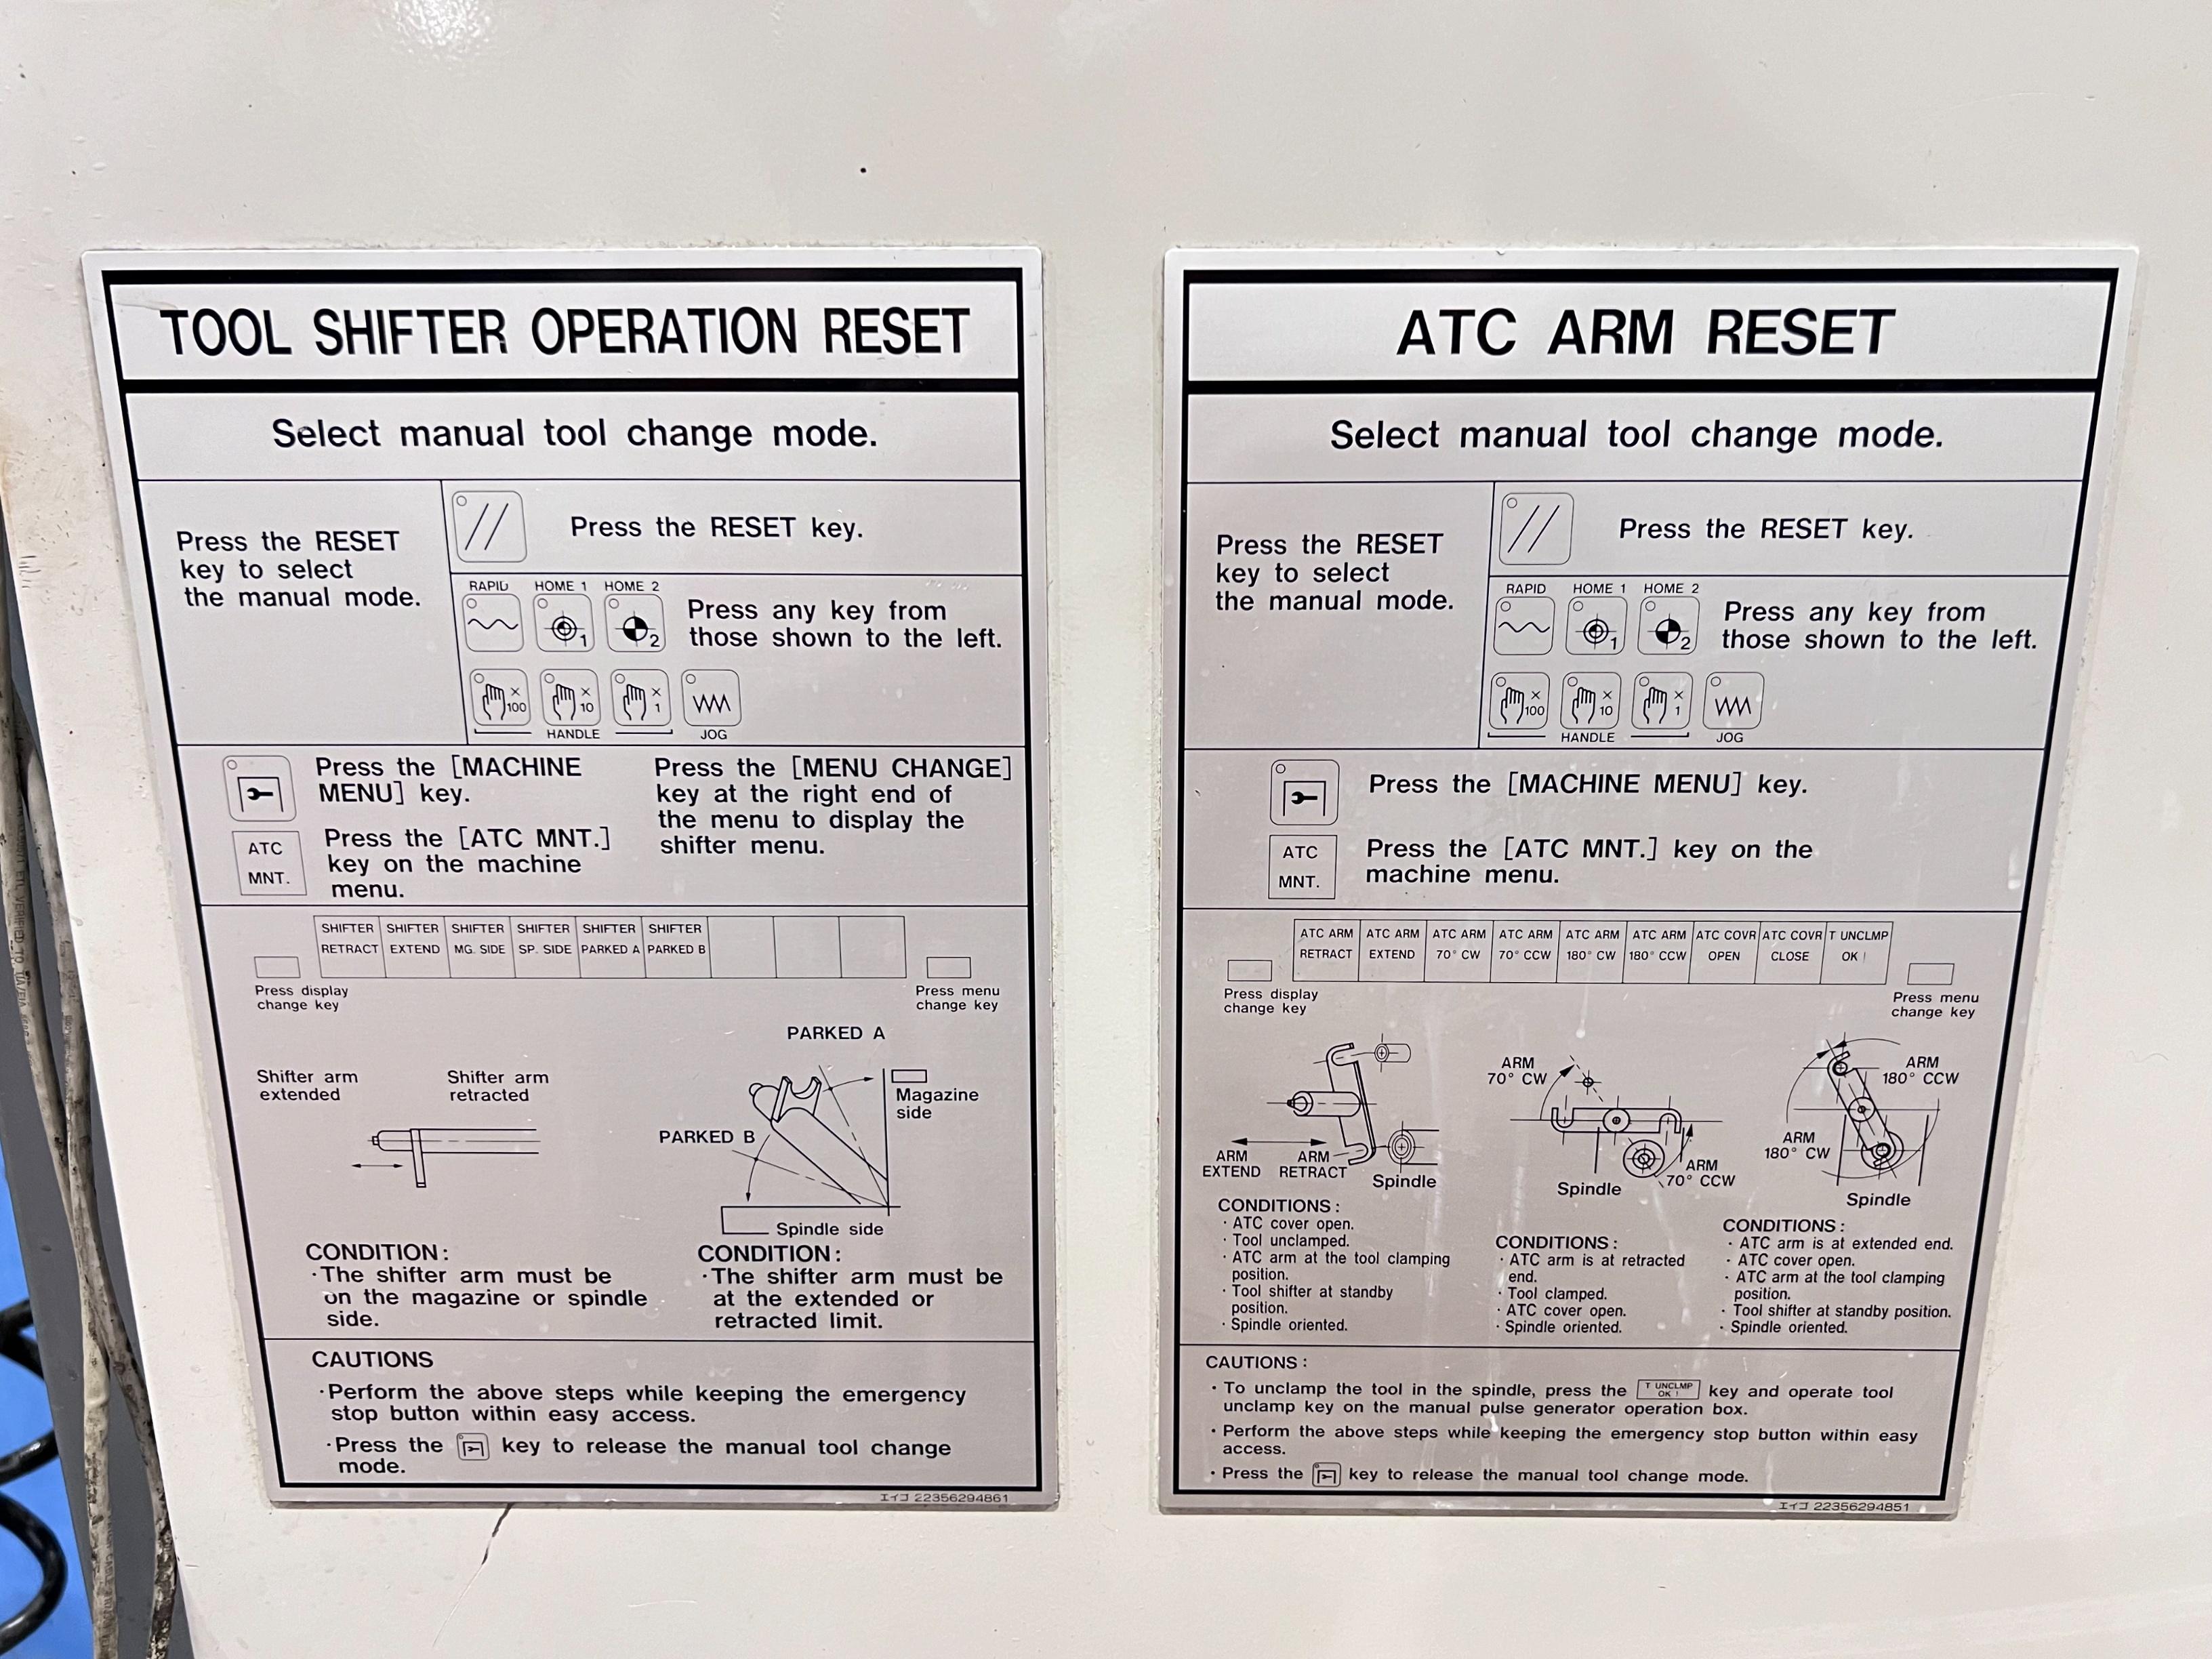 TOOL SHIFTER OPERATION RESET
Select manual tool change mode.
Press the RESET
key to select
the manual mode.
Press the RESET key.
RAPID HOME 1 HOME 2
1 2
Press any key from
those shown to the left.
×100 ×10 ×1
HANDLE JOG
Press the [MACHINE
MENU] key.
ATC
MNT.
Press the [ATC MNT.]
key on the machine
menu.
Press the [MENU CHANGE]
key at the right end of
the menu to display the
shifter menu.
SHIFTER RETRACT
SHIFTER EXTEND
SHIFTER MG. SIDE
SHIFTER SP. SIDE
SHIFTER PARKED A
SHIFTER PARKED B
Press display
change key
Press menu
change key
PARKED A
Shifter arm
extended
Shifter arm
retracted
Magazine
side
PARKED B
Spindle side
CONDITION:
・The shifter arm must be
on the magazine or spindle
side.
CONDITION:
・The shifter arm must be
at the extended or
retracted limit.
CAUTIONS
・Perform the above steps while keeping the emergency
stop button within easy access.
・Press the key to release the manual tool change
mode.
エイゴ 22356294861
ATC ARM RESET
Select manual tool change mode.
Press the RESET
key to select
the manual mode.
Press the RESET key.
RAPID HOME 1 HOME 2
1 2
Press any key from
those shown to the left.
×100 ×10 ×1
HANDLE JOG
Press the [MACHINE MENU] key.
ATC
MNT.
Press the [ATC MNT.] key on the
machine menu.
ATC ARM RETRACT
ATC ARM EXTEND
ATC ARM 70° CW
ATC ARM 70° CCW
ATC ARM 180° CW
ATC ARM 180° CCW
ATC COVR OPEN
ATC COVR CLOSE
T UNCLMP OK !
Press display
change key
Press menu
change key
ARM
EXTEND
ARM
RETRACT
Spindle
ARM
70° CW
ARM
70° CCW
Spindle
ARM
180° CCW
ARM
180° CW
Spindle
CONDITIONS:
・ATC cover open.
・Tool unclamped.
・ATC arm at the tool clamping
position.
・Tool shifter at standby
position.
・Spindle oriented.
CONDITIONS:
・ATC arm is at retracted
end.
・Tool clamped.
・ATC cover open.
・Spindle oriented.
CONDITIONS:
・ATC arm is at extended end.
・ATC cover open.
・ATC arm at the tool clamping
position.
・Tool shifter at standby position.
・Spindle oriented.
CAUTIONS:
・To unclamp the tool in the spindle, press the T UNCLMP OK ! key and operate tool
unclamp key on the manual pulse generator operation box.
・Perform the above steps while keeping the emergency stop button within easy
access.
・Press the key to release the manual tool change mode.
エイゴ 22356294851